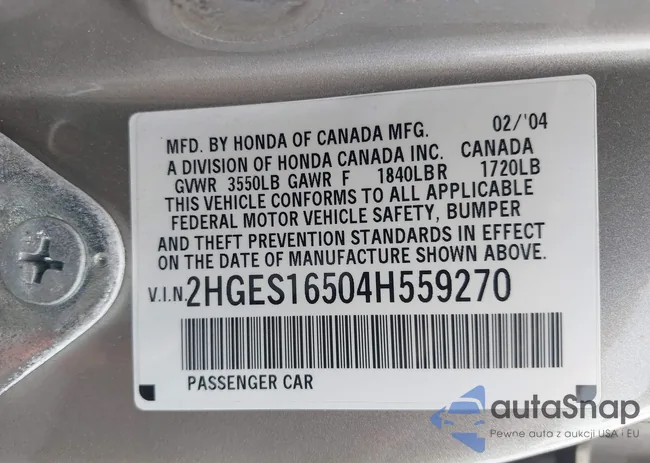 MFD. BY HONDA OF CANADA MFG. 02/'04
A DIVISION OF HONDA CANADA INC. CANADA
GVWR 3550LB GAWR F 1840LBR 1720LB
THIS VEHICLE CONFORMS TO ALL APPLICABLE
FEDERAL MOTOR VEHICLE SAFETY, BUMPER
AND THEFT PREVENTION STANDARDS IN EFFECT
ON THE DATE OF MANUFACTURE SHOWN ABOVE.
V.I.N. 2HGES16504H559270
PASSENGER CAR
autaSnap
Pewne auta z aukcji USA i EU